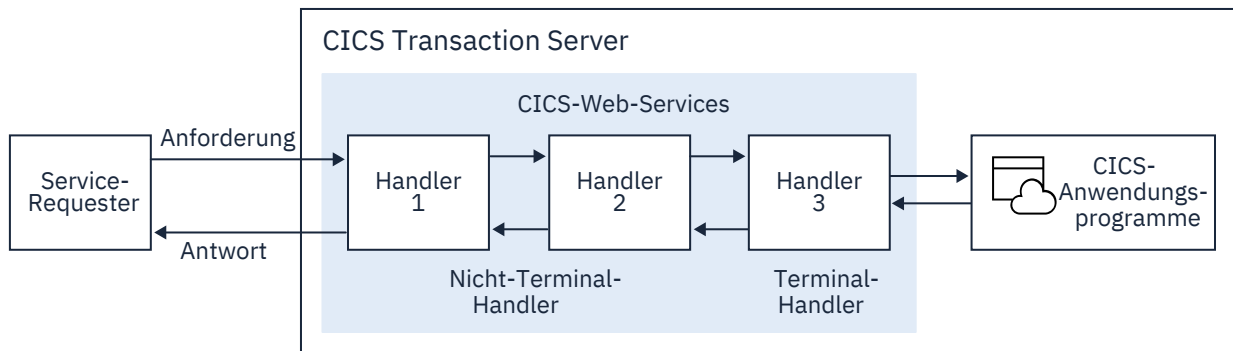 CICS Transaction Server
CICS-Web-Services
Anforderung
Service-
Requester
Antwort
Handler
1
Handler
2
Handler
3
CICS-
Anwendungs-
programme
Nicht-Terminal-
Handler
Terminal-
Handler